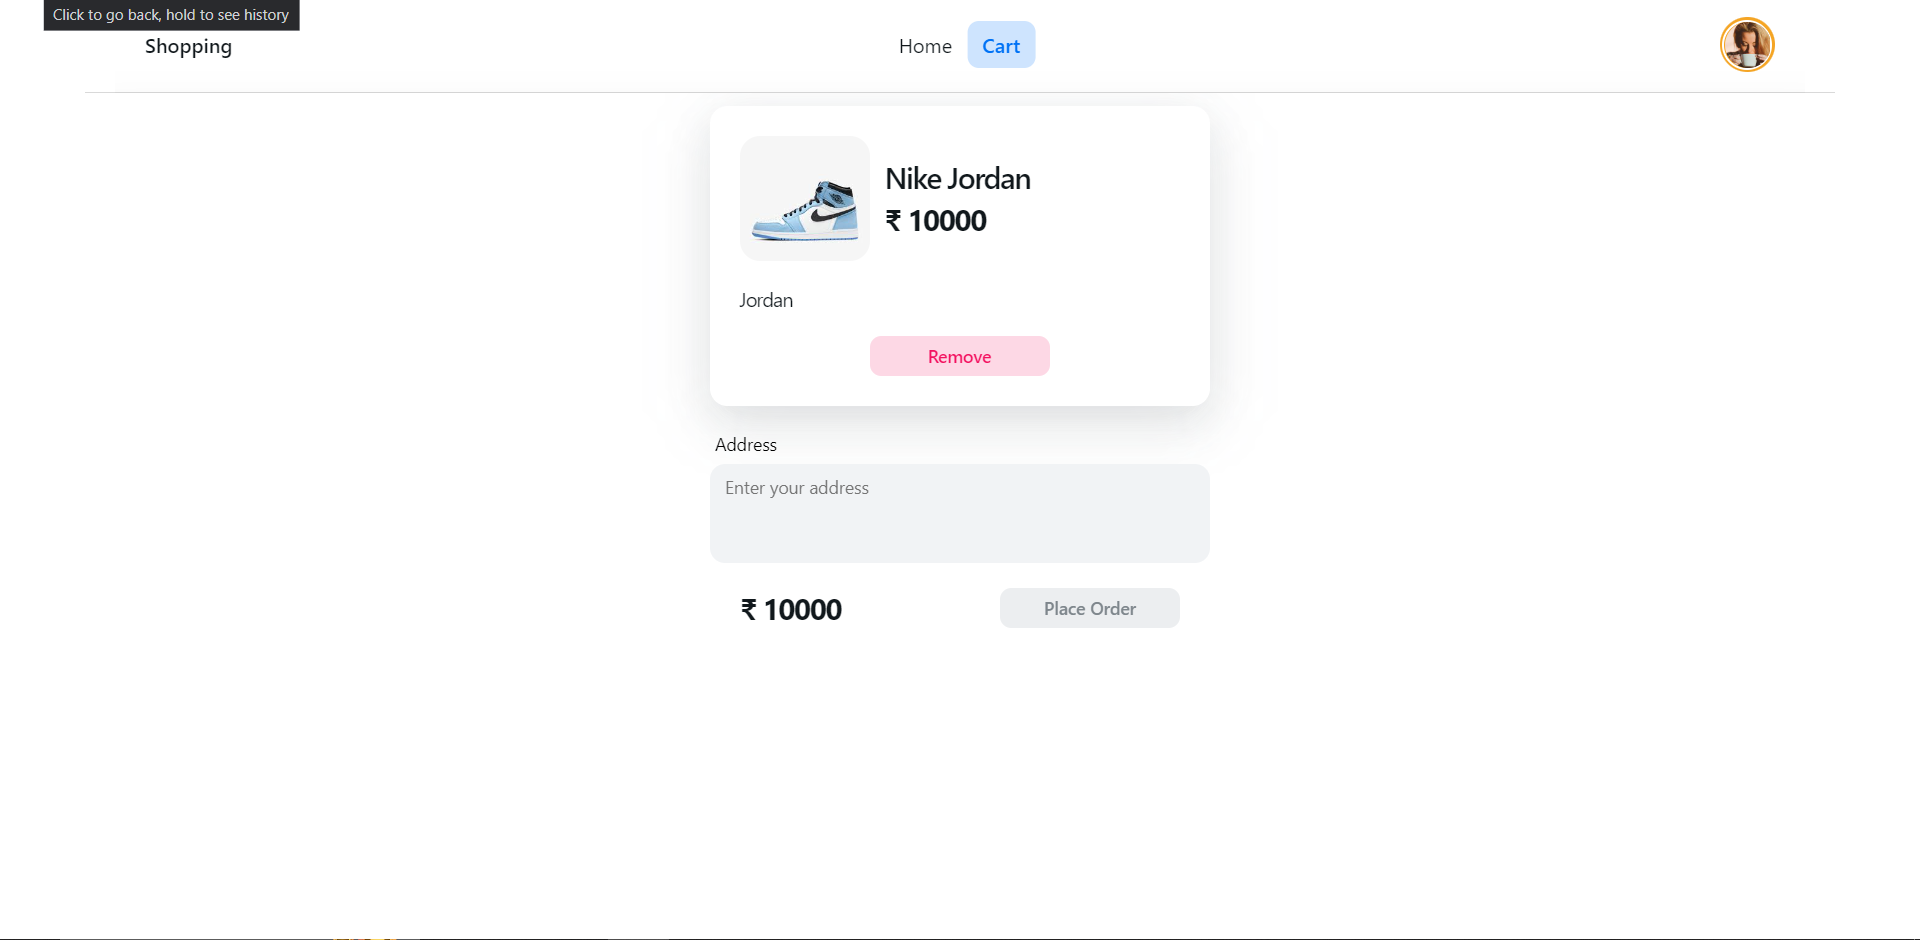 Click to go back, hold to see history
Shopping
Home
Cart
Nike Jordan
₹ 10000
Jordan
Remove
Address
Enter your address
₹ 10000
Place Order